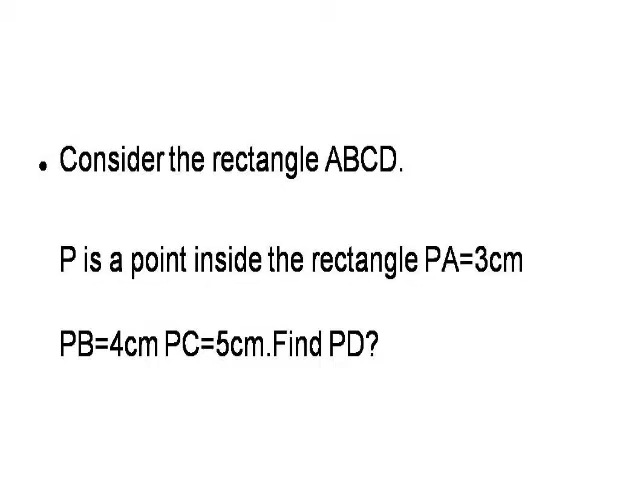 • Consider the rectangle ABCD.
P is a point inside the rectangle PA=3cm
PB=4cm PC=5cm.Find PD?